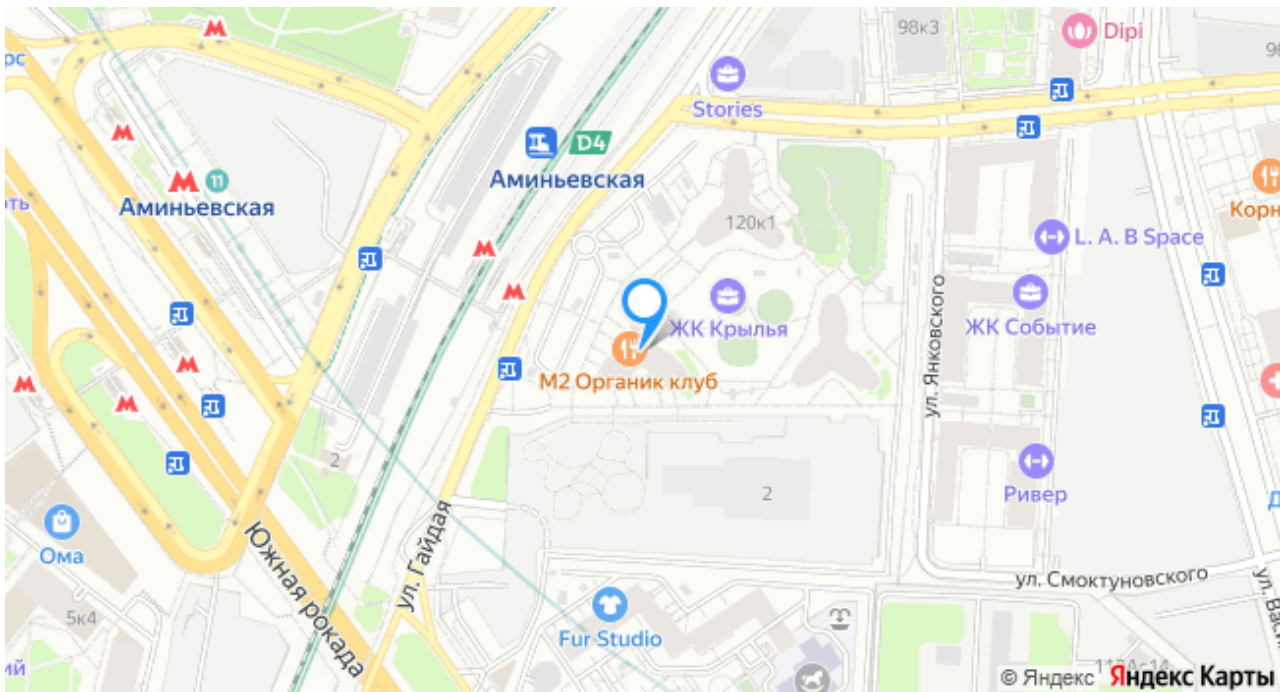 98к3
Dipi
Stories
D4
Аминьевская
11
Аминьевская
120к1
L. A. B Space
ЖК Крылья
ЖК Событие
М2 Органик клуб
ул. Янковского
2
2
Ривер
Ома
Южная рокада
ул. Гайдая
ул. Смоктуновского
5к4
Fur Studio
© Яндекс
Яндекс Карты